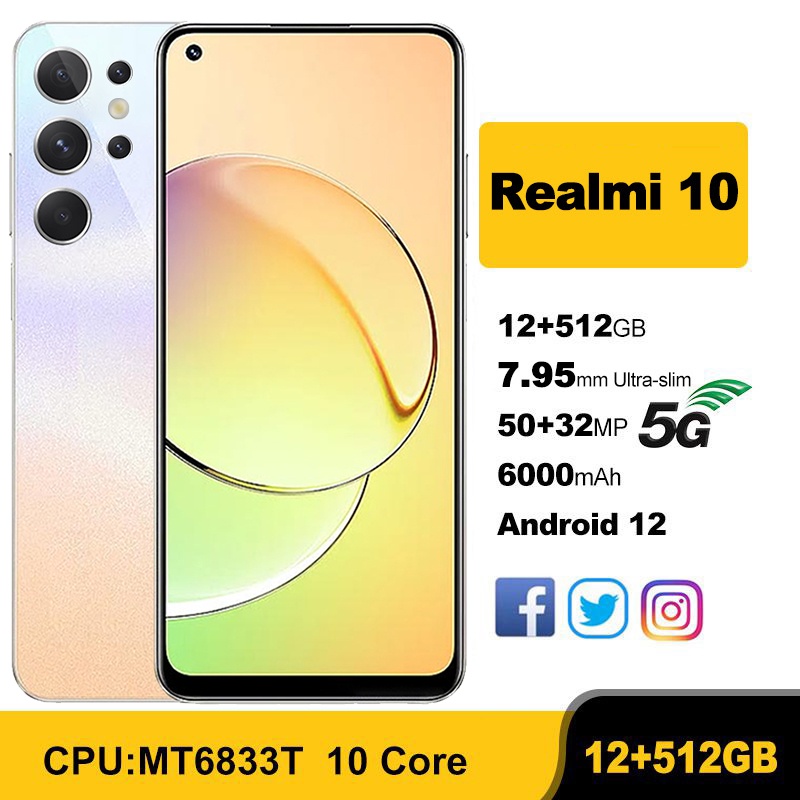 Realmi 10
12+512GB
7.95mm Ultra-slim
50+32MP 5G
6000mAh
Android 12
CPU:MT6833T 10 Core
12+512GB